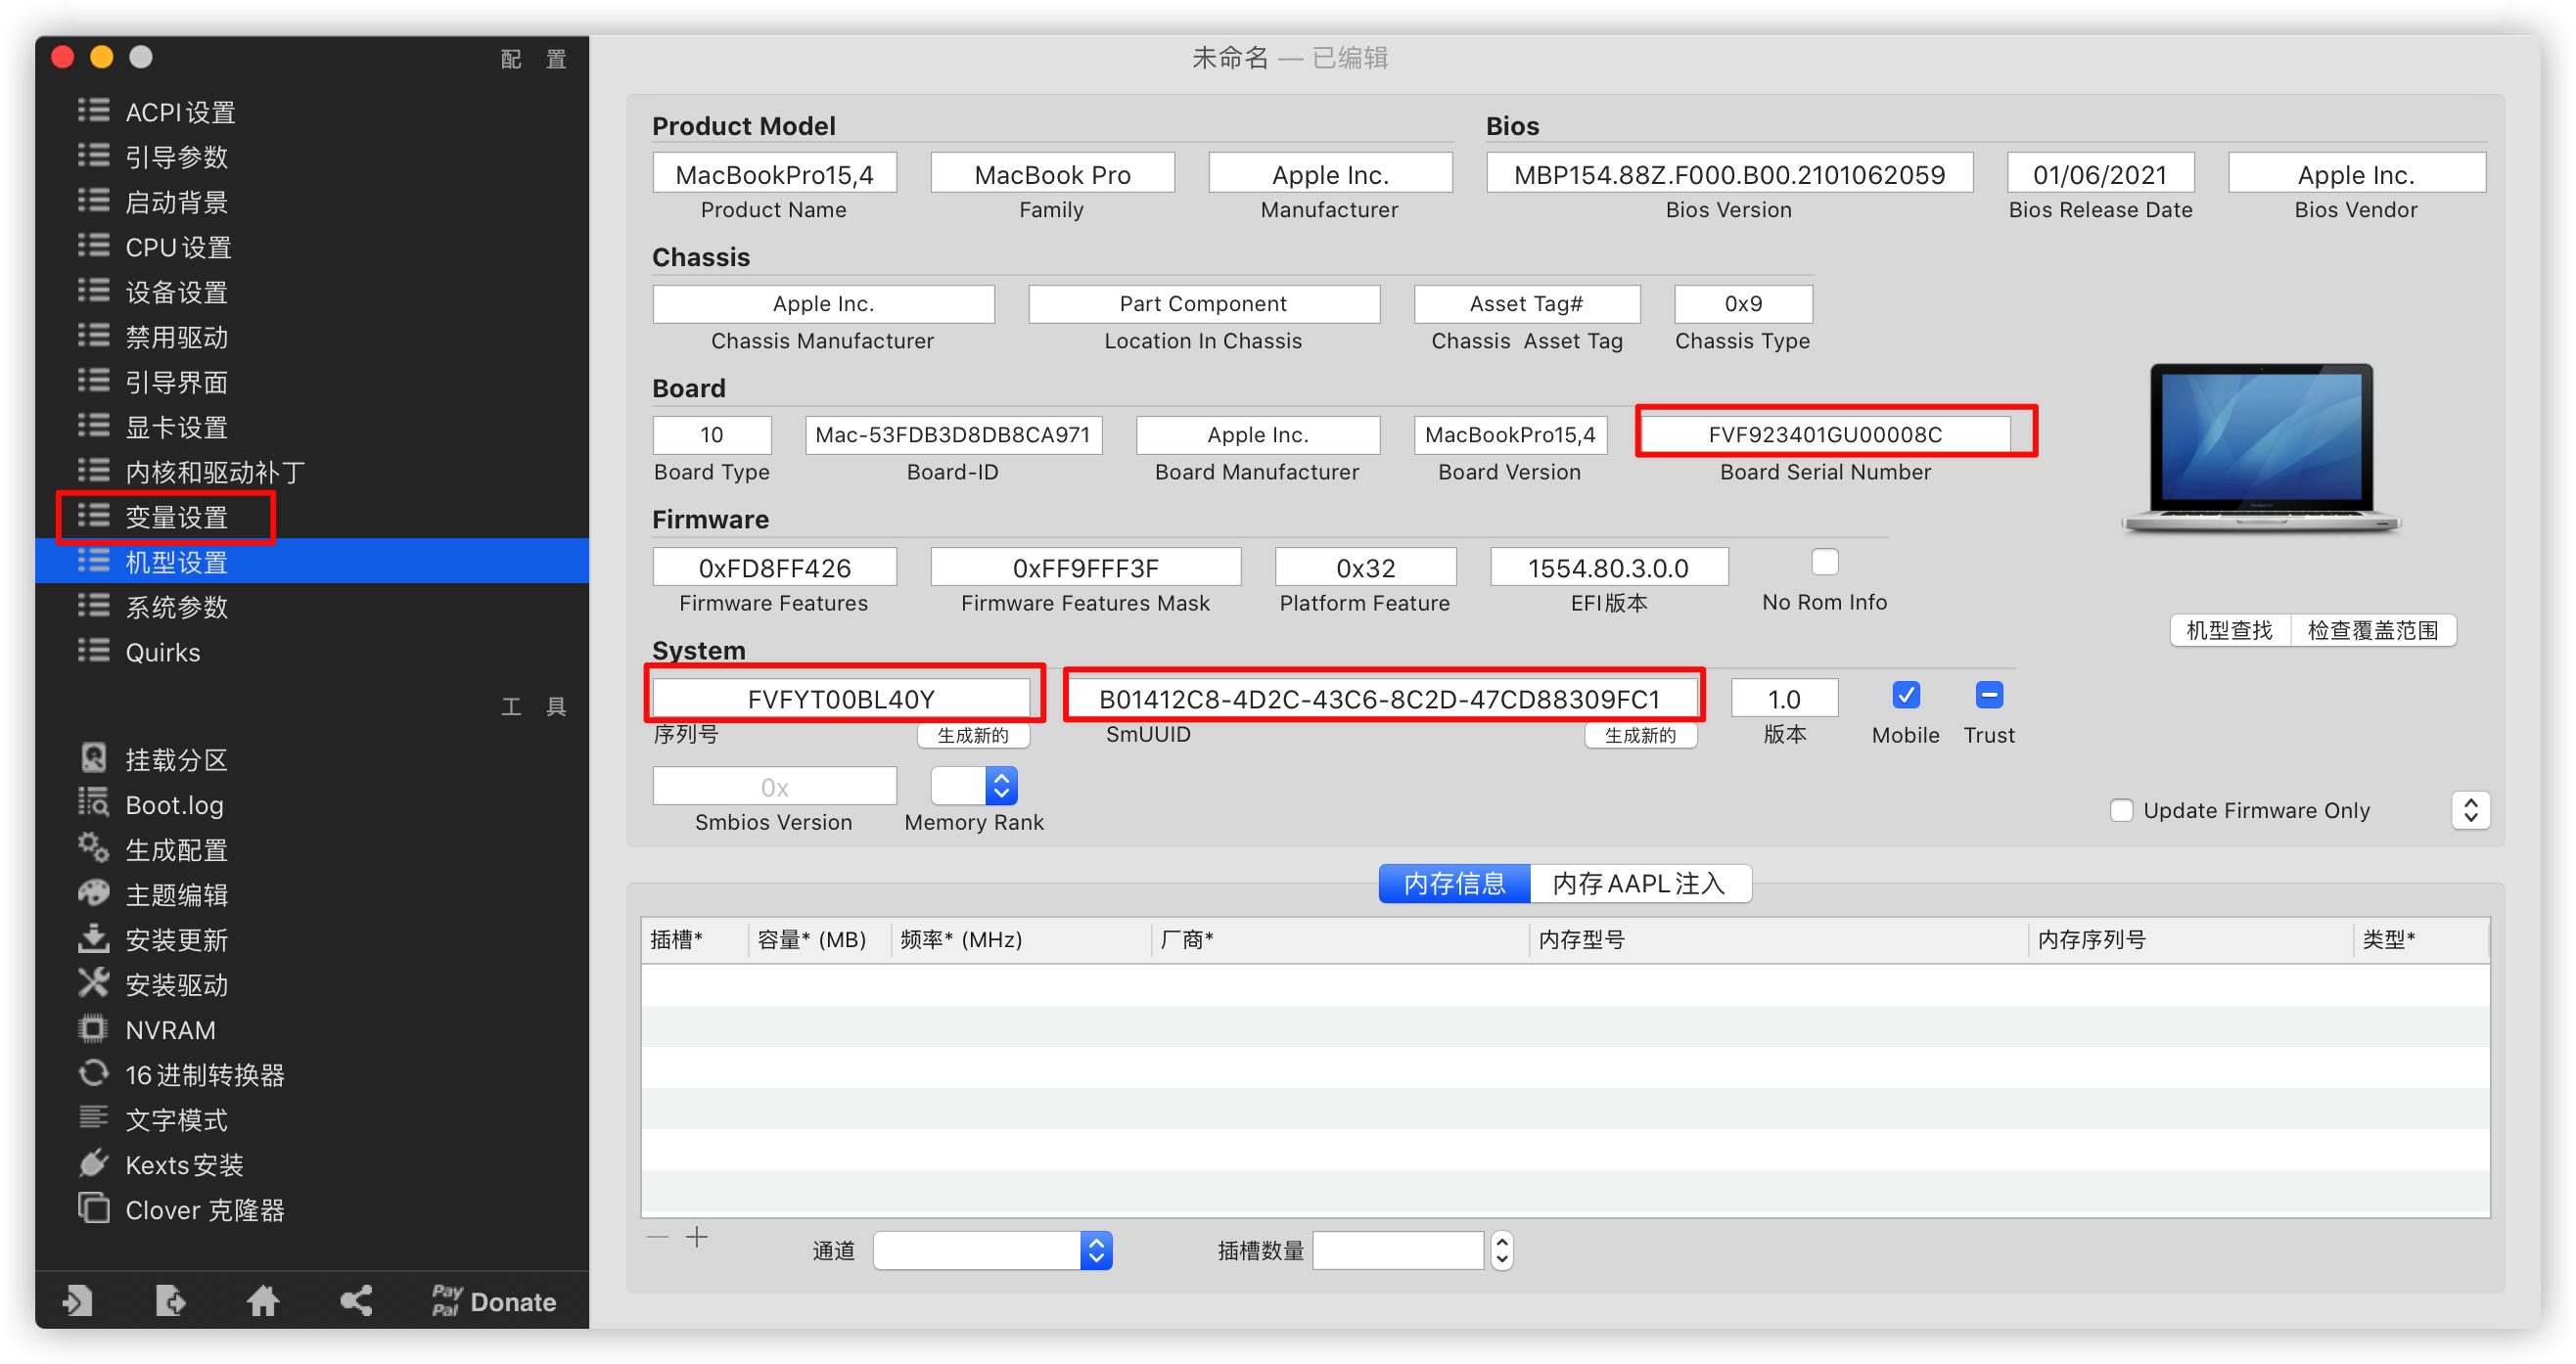 配 置
ACPI设置
引导参数
启动背景
CPU设置
设备设置
禁用驱动
引导界面
显卡设置
内核和驱动补丁
变量设置
机型设置
系统参数
Quirks
工 具
挂载分区
Boot.log
生成配置
主题编辑
安装更新
安装驱动
NVRAM
16进制转换器
文字模式
Kexts安装
Clover 克隆器
PayPal Donate
未命名 — 已编辑
Product Model Bios
MacBookPro15,4 MacBook Pro Apple Inc. MBP154.88Z.F000.B00.2101062059 01/06/2021 Apple Inc.
Product Name Family Manufacturer Bios Version Bios Release Date Bios Vendor
Chassis
Apple Inc. Part Component Asset Tag# 0x9
Chassis Manufacturer Location In Chassis Chassis Asset Tag Chassis Type
Board
10 Mac-53FDB3D8DB8CA971 Apple Inc. MacBookPro15,4 FVF923401GU00008C
Board Type Board-ID Board Manufacturer Board Version Board Serial Number
Firmware
0xFD8FF426 0xFF9FFF3F 0x32 1554.80.3.0.0
Firmware Features Firmware Features Mask Platform Feature EFI版本 No Rom Info
机型查找 检查覆盖范围
System
FVFYT00BL40Y B01412C8-4D2C-43C6-8C2D-47CD88309FC1 1.0
序列号 生成新的 SmUUID 生成新的 版本 Mobile Trust
0x
Smbios Version Memory Rank Update Firmware Only
内存信息 内存AAPL注入
插槽* 容量* (MB) 频率* (MHz) 厂商* 内存型号 内存序列号 类型*
通道 插槽数量